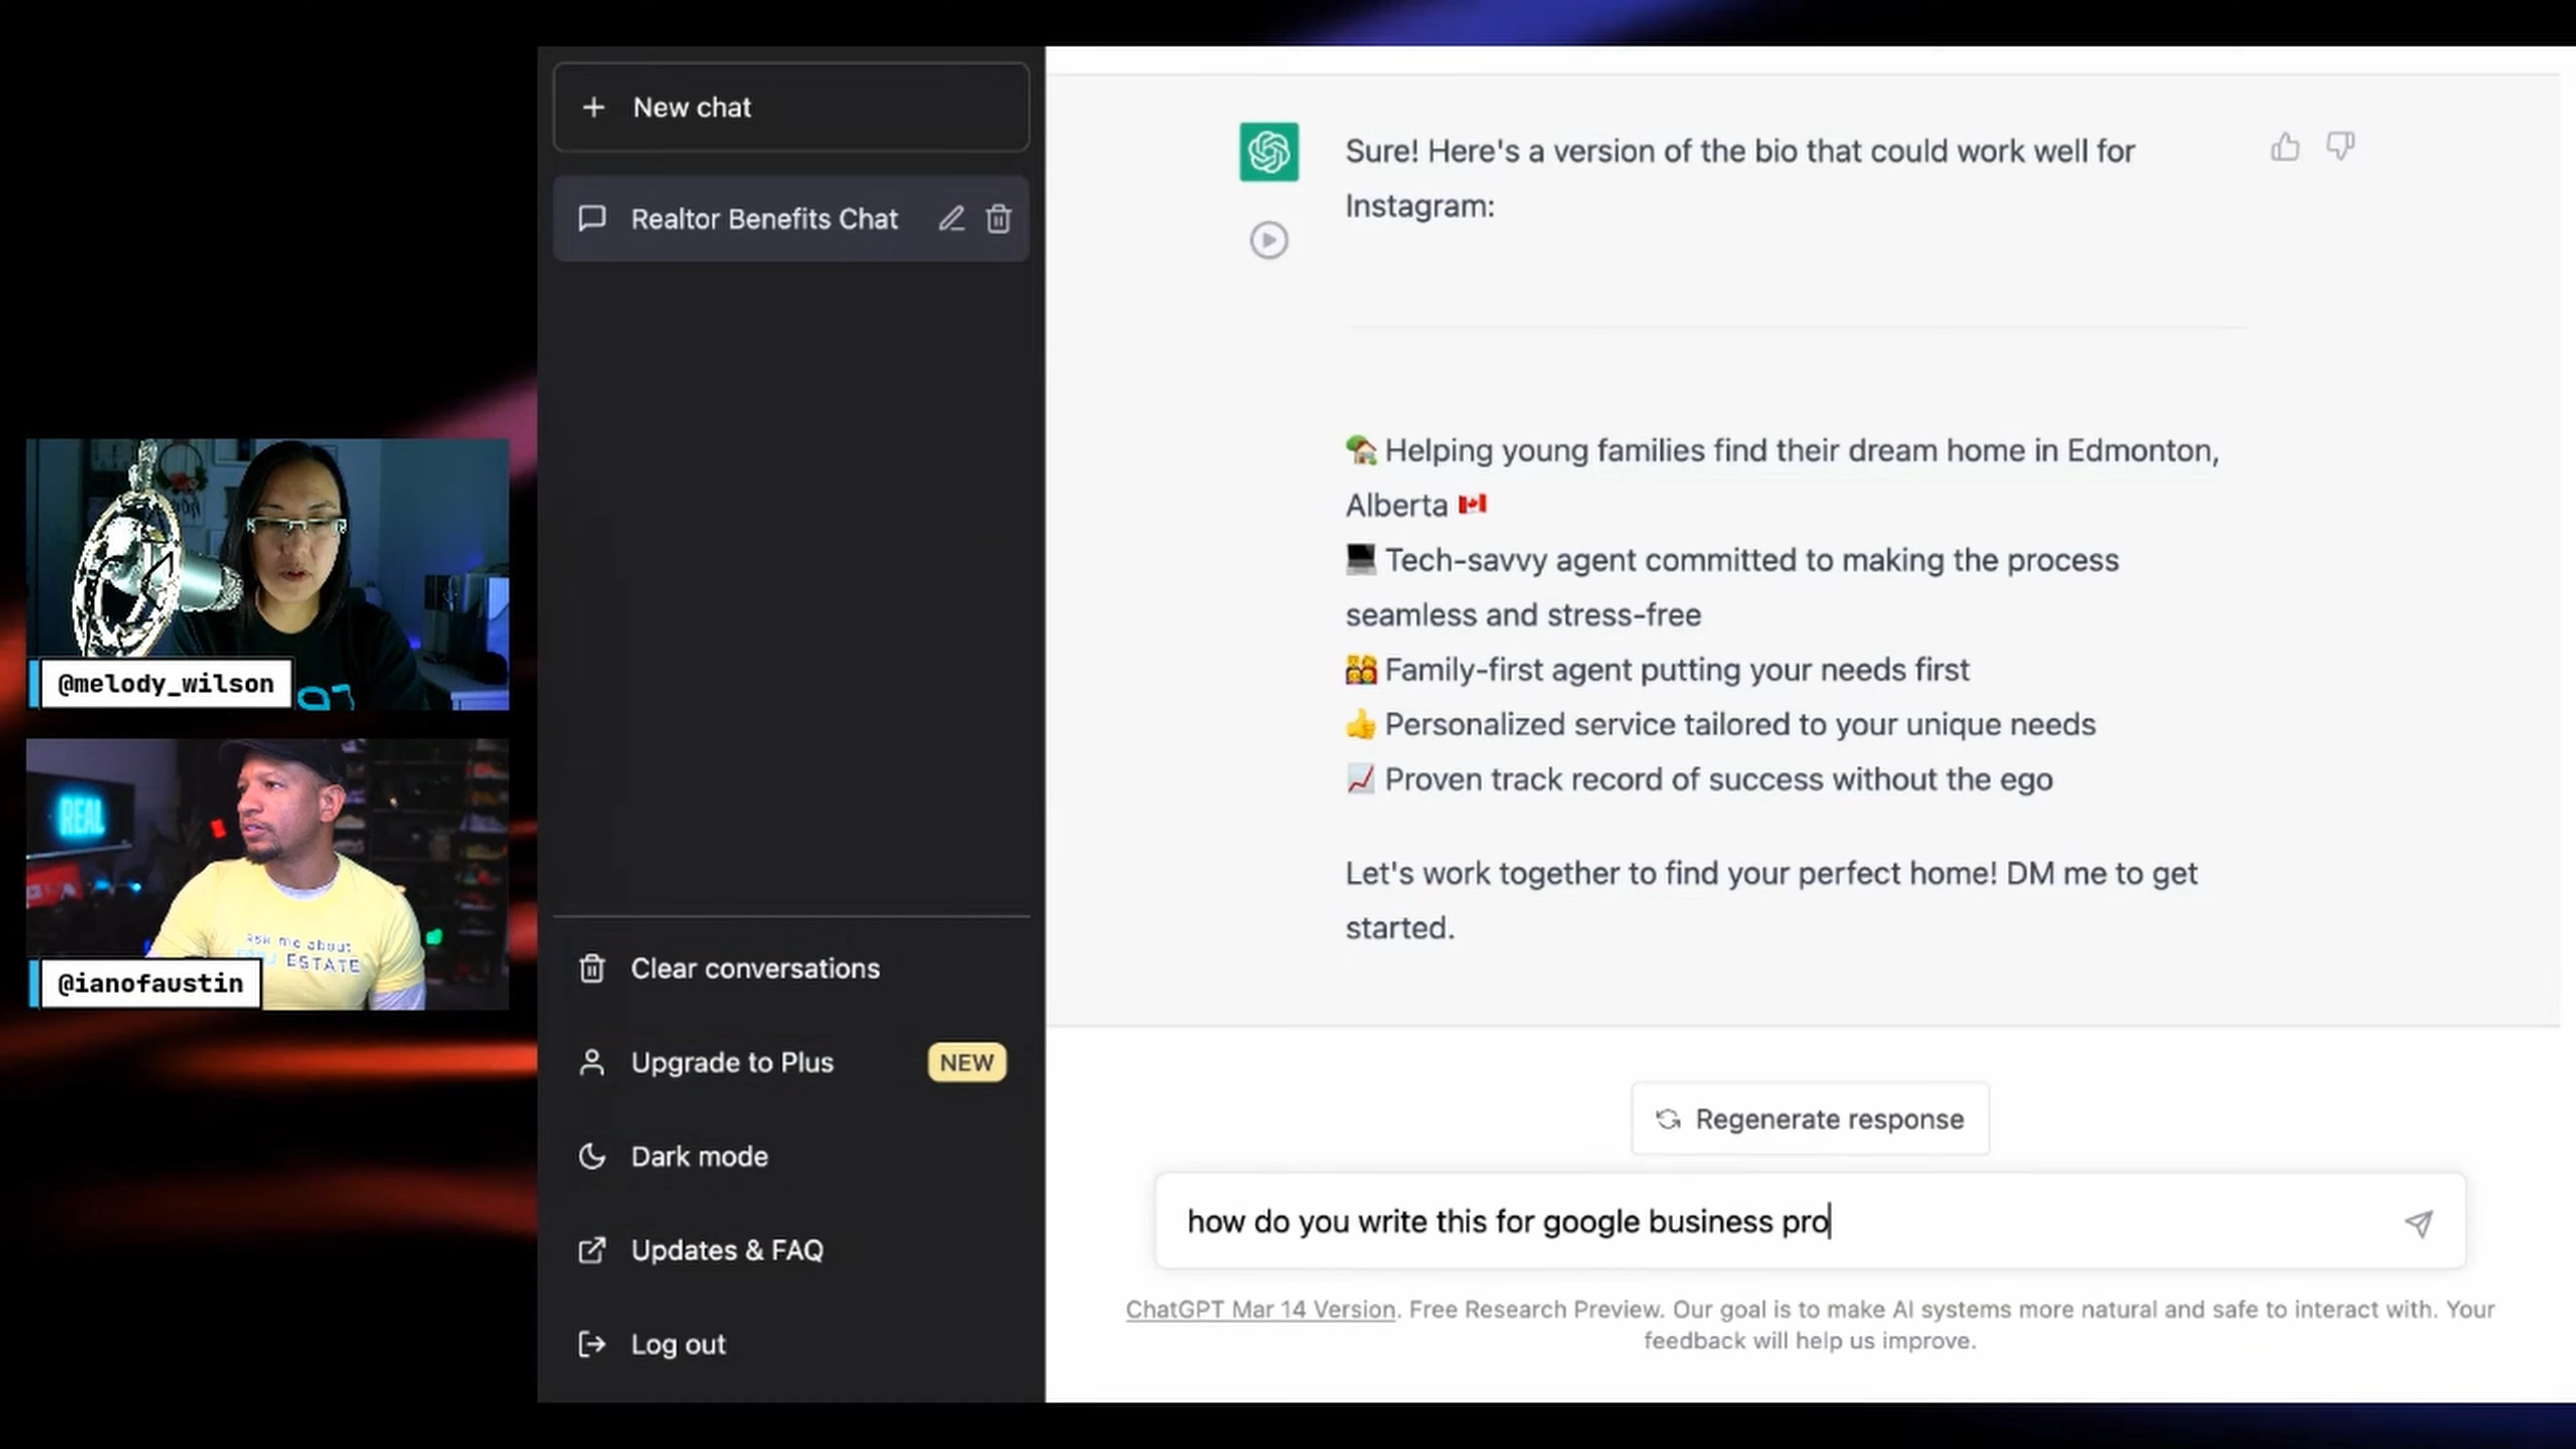 New chat
Realtor Benefits Chat
Clear conversations
Upgrade to Plus
NEW
Dark mode
Updates & FAQ
Log out
Sure! Here's a version of the bio that could work well for
Instagram:
Helping young families find their dream home in Edmonton,
Alberta 🇨🇦
💻 Tech-savvy agent committed to making the process
seamless and stress-free
Family-first agent putting your needs first
👍 Personalized service tailored to your unique needs
📈 Proven track record of success without the ego
Let's work together to find your perfect home! DM me to get
started.
Regenerate response
how do you write this for google business pro
ChatGPT Mar 14 Version. Free Research Preview. Our goal is to make AI systems more natural and safe to interact with. Your
feedback will help us improve.
@melody_wilson
REAL
ask me about
ESTATE
@ianofaustin